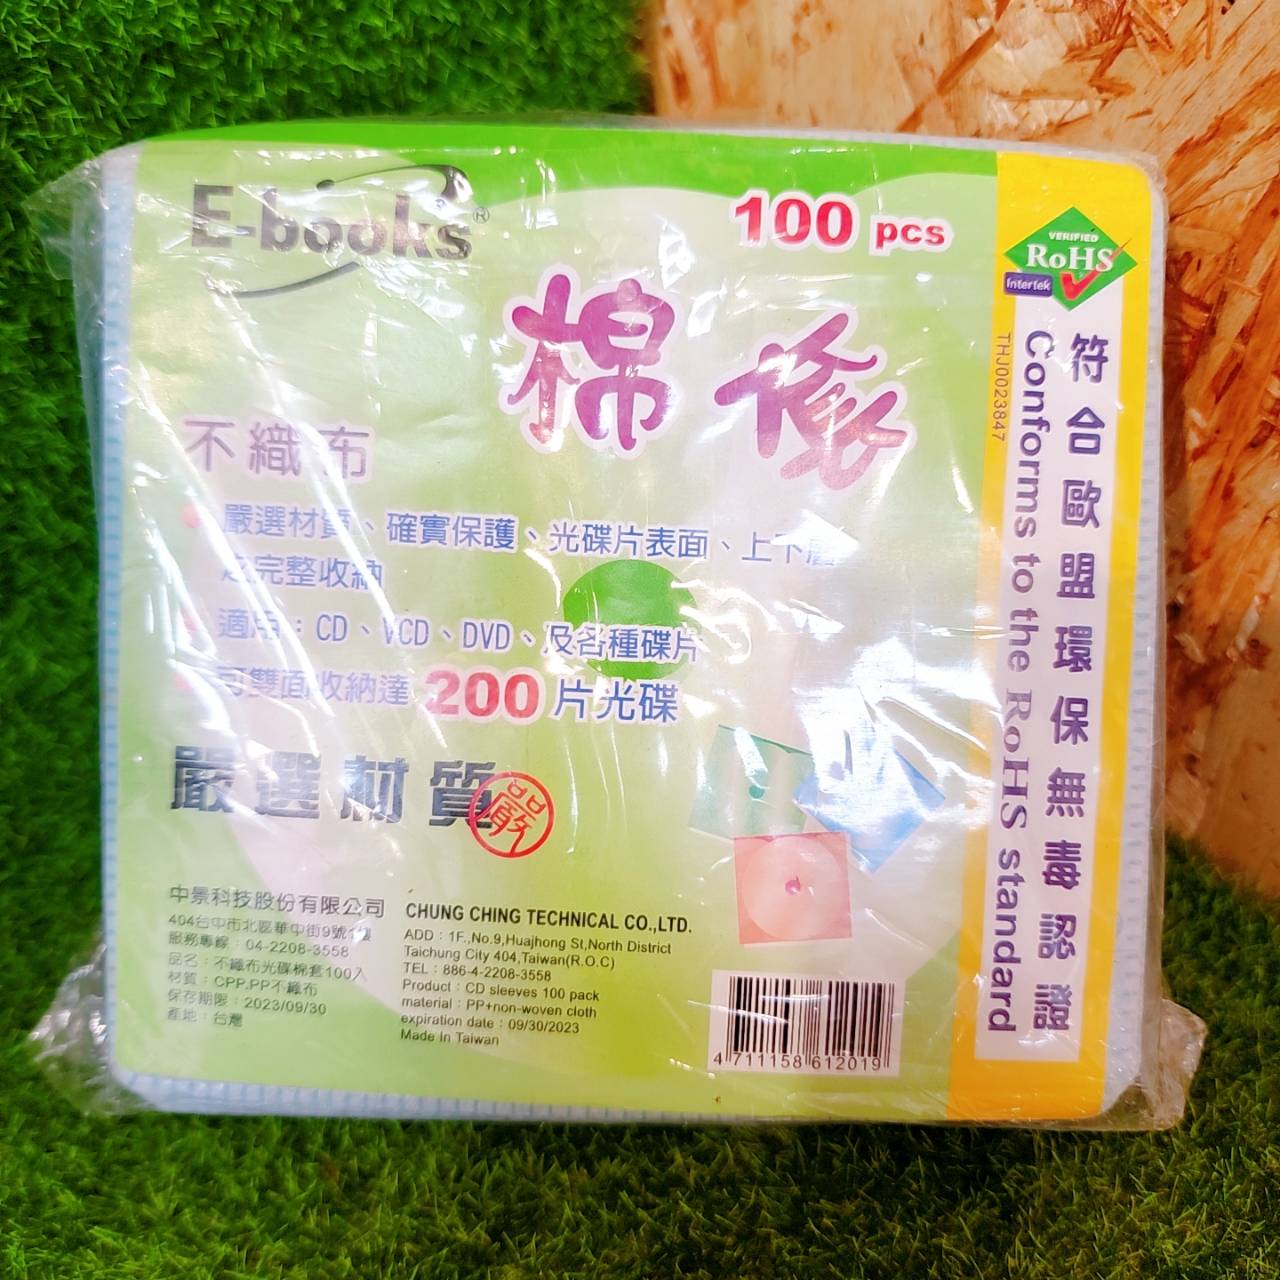 E-books®
100 pcs
棉套
不織布
嚴選材質、確實保護、光碟片表面、上下層
之完整收納
適用：CD、VCD、DVD、及各種碟片
可雙面收納達 200 片光碟
嚴選材質
嚴
中景科技股份有限公司
404台中市北區華中街9號1樓
服務專線：04-2208-3558
品名：不織布光碟棉套100入
材質：CPP.PP不織布
保存期限：2023/09/30
產地：台灣
CHUNG CHING TECHNICAL CO.,LTD.
ADD：1F.,No.9,Huajhong St,North District
Taichung City 404,Taiwan(R.O.C)
TEL：886-4-2208-3558
Product：CD sleeves 100 pack
material：PP+non-woven cloth
expiration date：09/30/2023
Made In Taiwan
4 711158 612019
VERIFIED
RoHS
Intertek
THJ0023847
符合歐盟環保無毒認證
Conforms to the RoHS standard